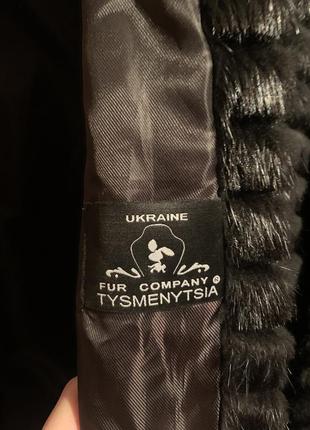 UKRAINE
FUR COMPANY ®
TYSMENYTSIA